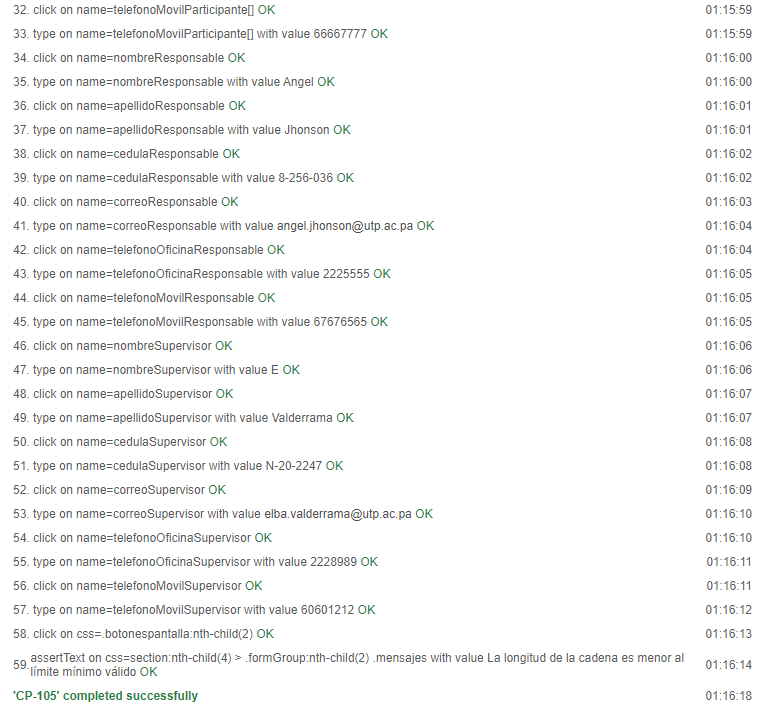 32. click on name=telefonoMovilParticipante[] OK 01:15:59
33. type on name=telefonoMovilParticipante[] with value 66667777 OK 01:15:59
34. click on name=nombreResponsable OK 01:16:00
35. type on name=nombreResponsable with value Angel OK 01:16:00
36. click on name=apellidoResponsable OK 01:16:01
37. type on name=apellidoResponsable with value Jhonson OK 01:16:01
38. click on name=cedulaResponsable OK 01:16:02
39. type on name=cedulaResponsable with value 8-256-036 OK 01:16:02
40. click on name=correoResponsable OK 01:16:03
41. type on name=correoResponsable with value angel.jhonson@utp.ac.pa OK 01:16:04
42. click on name=telefonoOficinaResponsable OK 01:16:04
43. type on name=telefonoOficinaResponsable with value 2225555 OK 01:16:05
44. click on name=telefonoMovilResponsable OK 01:16:05
45. type on name=telefonoMovilResponsable with value 67676565 OK 01:16:05
46. click on name=nombreSupervisor OK 01:16:06
47. type on name=nombreSupervisor with value E OK 01:16:06
48. click on name=apellidoSupervisor OK 01:16:07
49. type on name=apellidoSupervisor with value Valderrama OK 01:16:07
50. click on name=cedulaSupervisor OK 01:16:08
51. type on name=cedulaSupervisor with value N-20-2247 OK 01:16:08
52. click on name=correoSupervisor OK 01:16:09
53. type on name=correoSupervisor with value elba.valderrama@utp.ac.pa OK 01:16:10
54. click on name=telefonoOficinaSupervisor OK 01:16:10
55. type on name=telefonoOficinaSupervisor with value 2228989 OK 01:16:11
56. click on name=telefonoMovilSupervisor OK 01:16:11
57. type on name=telefonoMovilSupervisor with value 60601212 OK 01:16:12
58. click on css=.botonespantalla:nth-child(2) OK 01:16:13
59. assertText on css=section:nth-child(4) > .formGroup:nth-child(2) .mensajes with value La longitud de la cadena es menor al
límite mínimo válido OK 01:16:14
'CP-105' completed successfully 01:16:18